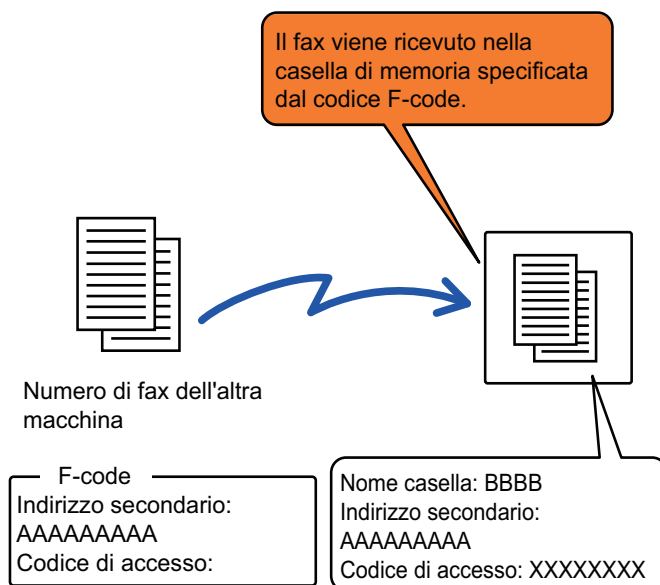 Il fax viene ricevuto nella
casella di memoria specificata
dal codice F-code.
Numero di fax dell'altra
macchina
F-code
Indirizzo secondario:
AAAAAAAAA
Codice di accesso:
Nome casella: BBBB
Indirizzo secondario:
AAAAAAAAA
Codice di accesso: XXXXXXXX